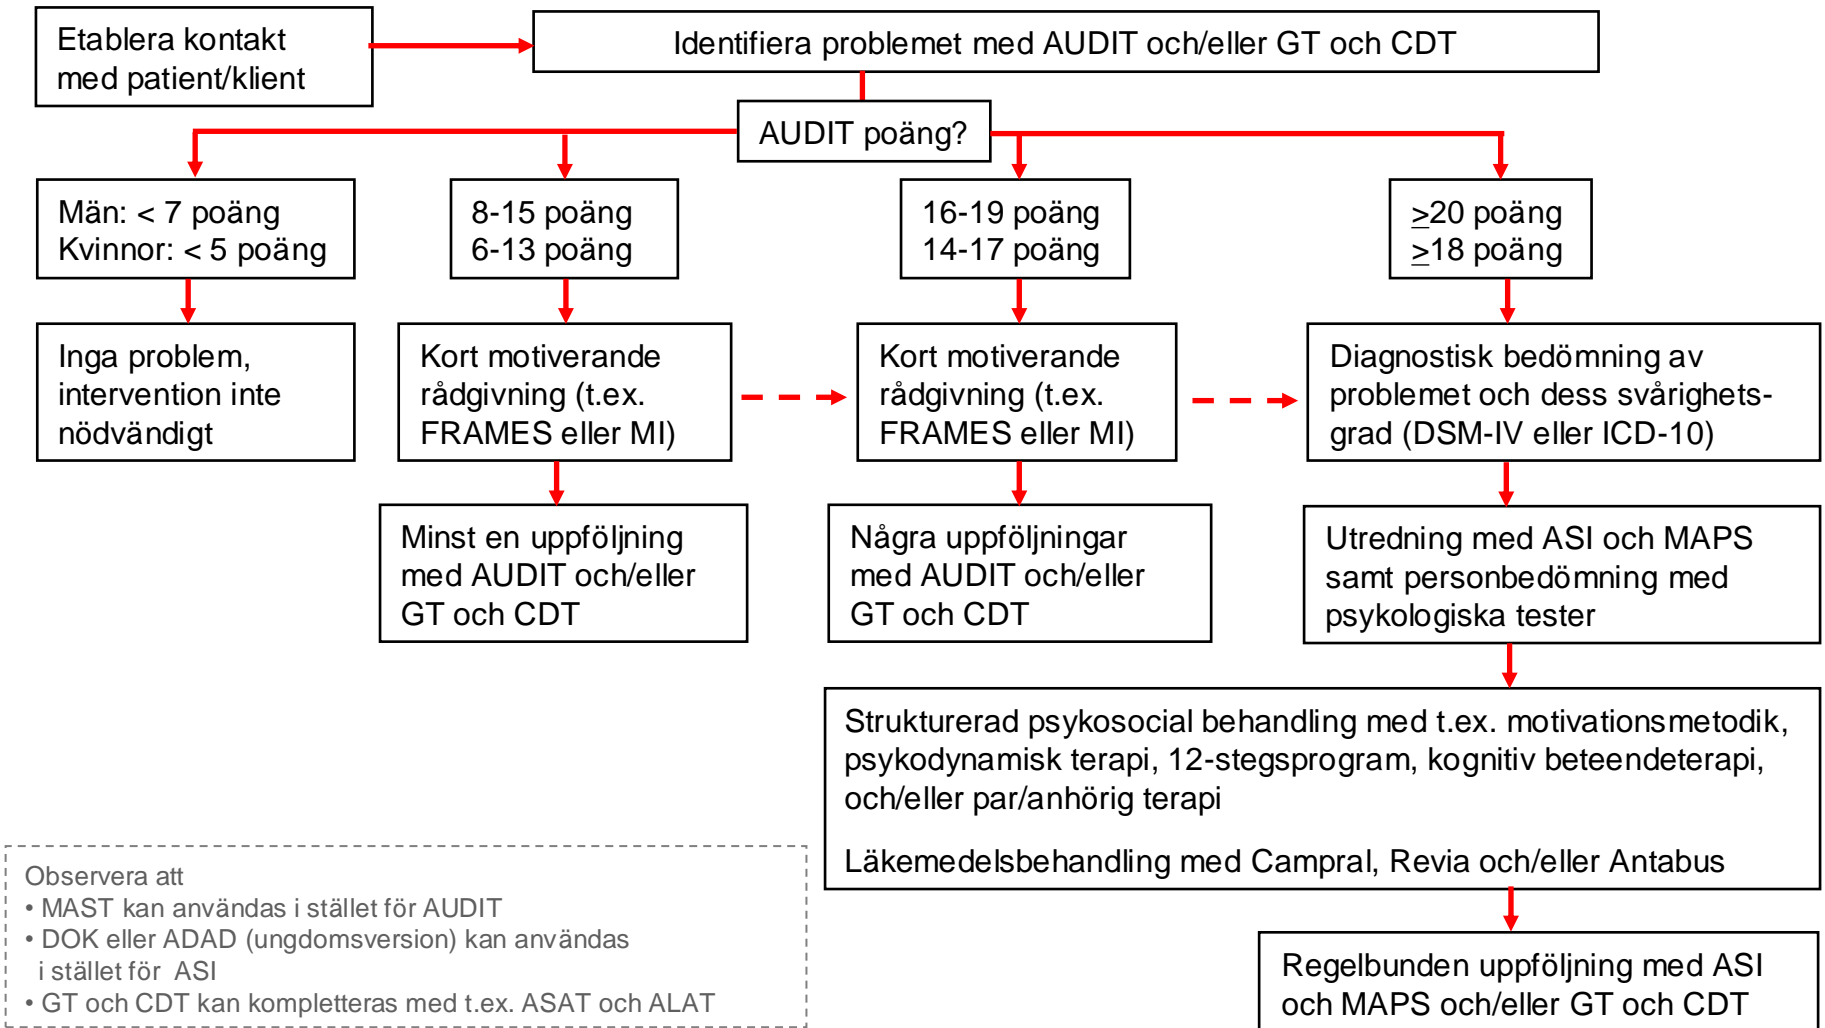 Etablera kontakt
med patient/klient
Identifiera problemet med AUDIT och/eller GT och CDT
AUDIT poäng?
Män: < 7 poäng
Kvinnor: < 5 poäng
8-15 poäng
6-13 poäng
16-19 poäng
14-17 poäng
≥20 poäng
≥18 poäng
Inga problem,
intervention inte
nödvändigt
Kort motiverande
rådgivning (t.ex.
FRAMES eller MI)
Kort motiverande
rådgivning (t.ex.
FRAMES eller MI)
Diagnostisk bedömning av
problemet och dess svårighets-
grad (DSM-IV eller ICD-10)
Minst en uppföljning
med AUDIT och/eller
GT och CDT
Några uppföljningar
med AUDIT och/eller
GT och CDT
Utredning med ASI och MAPS
samt personbedömning med
psykologiska tester
Strukturerad psykosocial behandling med t.ex. motivationsmetodik,
psykodynamisk terapi, 12-stegsprogram, kognitiv beteendeterapi,
och/eller par/anhörig terapi
Läkemedelsbehandling med Campral, Revia och/eller Antabus
Observera att
• MAST kan användas i stället för AUDIT
• DOK eller ADAD (ungdomsversion) kan användas
i stället för ASI
• GT och CDT kan kompletteras med t.ex. ASAT och ALAT
Regelbunden uppföljning med ASI
och MAPS och/eller GT och CDT